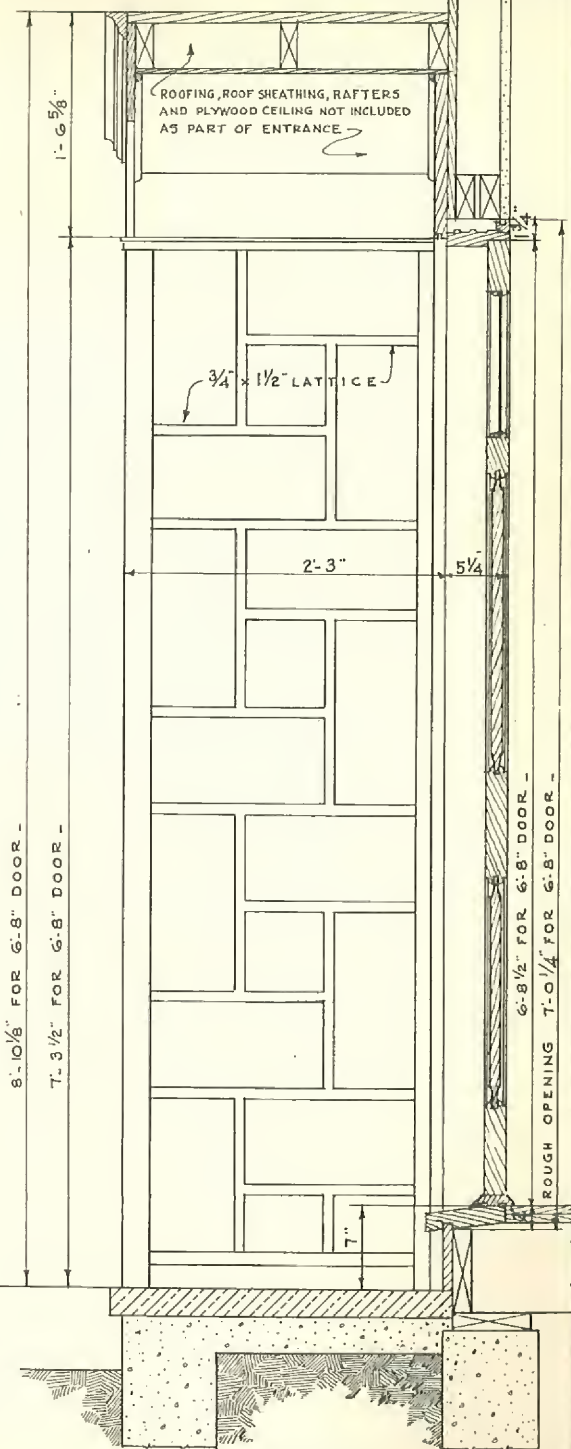 1'-6 5/8"
ROOFING, ROOF SHEATHING, RAFTERS
AND PLYWOOD CEILING NOT INCLUDED
AS PART OF ENTRANCE
1 3/4"
3/4" x 1 1/2" LATTICE
2'-3"
5 1/4"
8'-10 1/8" FOR 6'-8" DOOR
7'-3 1/2" FOR 6'-8" DOOR
6'-8 1/2" FOR 6'-8" DOOR
ROUGH OPENING 7'-0 1/4" FOR 6'-8" DOOR
7"